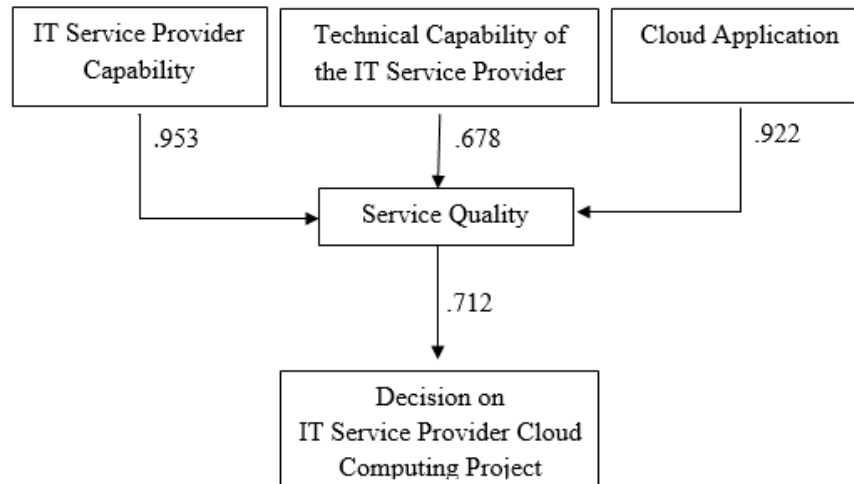 IT Service Provider
Capability
Technical Capability of
the IT Service Provider
Cloud Application
.953
.678
.922
Service Quality
.712
Decision on
IT Service Provider Cloud
Computing Project